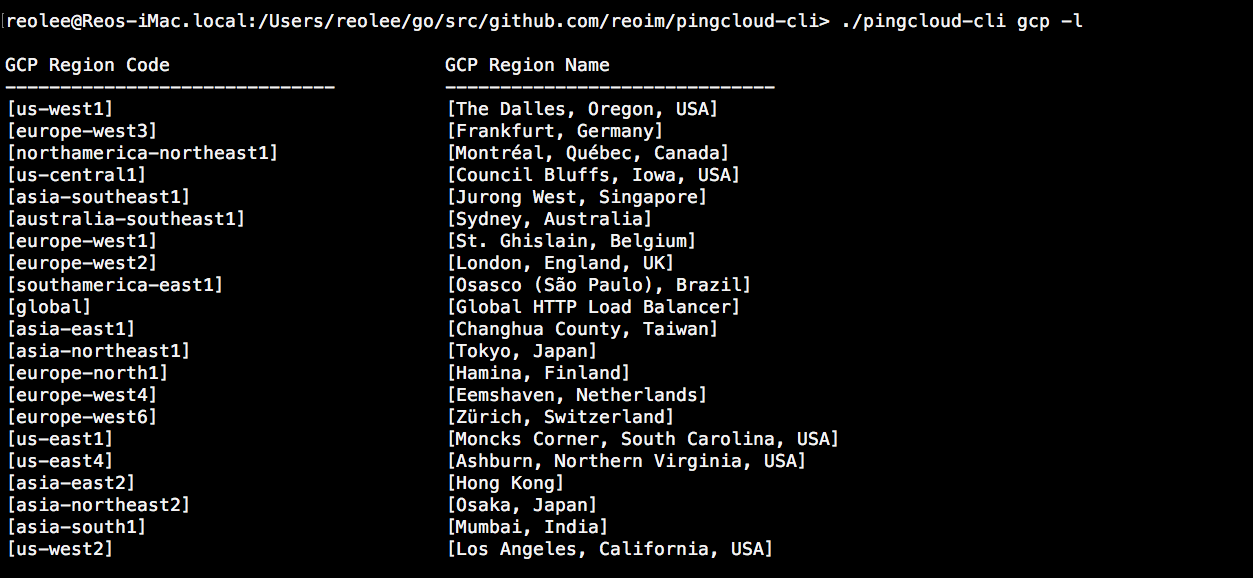 reolee@Reos-iMac.local:/Users/reolee/go/src/github.com/reoim/pingcloud-cli> ./pingcloud-cli gcp -l
GCP Region Code GCP Region Name
------------------------------ ------------------------------
[us-west1] [The Dalles, Oregon, USA]
[europe-west3] [Frankfurt, Germany]
[northamerica-northeast1] [Montréal, Québec, Canada]
[us-central1] [Council Bluffs, Iowa, USA]
[asia-southeast1] [Jurong West, Singapore]
[australia-southeast1] [Sydney, Australia]
[europe-west1] [St. Ghislain, Belgium]
[europe-west2] [London, England, UK]
[southamerica-east1] [Osasco (São Paulo), Brazil]
[global] [Global HTTP Load Balancer]
[asia-east1] [Changhua County, Taiwan]
[asia-northeast1] [Tokyo, Japan]
[europe-north1] [Hamina, Finland]
[europe-west4] [Eemshaven, Netherlands]
[europe-west6] [Zürich, Switzerland]
[us-east1] [Moncks Corner, South Carolina, USA]
[us-east4] [Ashburn, Northern Virginia, USA]
[asia-east2] [Hong Kong]
[asia-northeast2] [Osaka, Japan]
[asia-south1] [Mumbai, India]
[us-west2] [Los Angeles, California, USA]